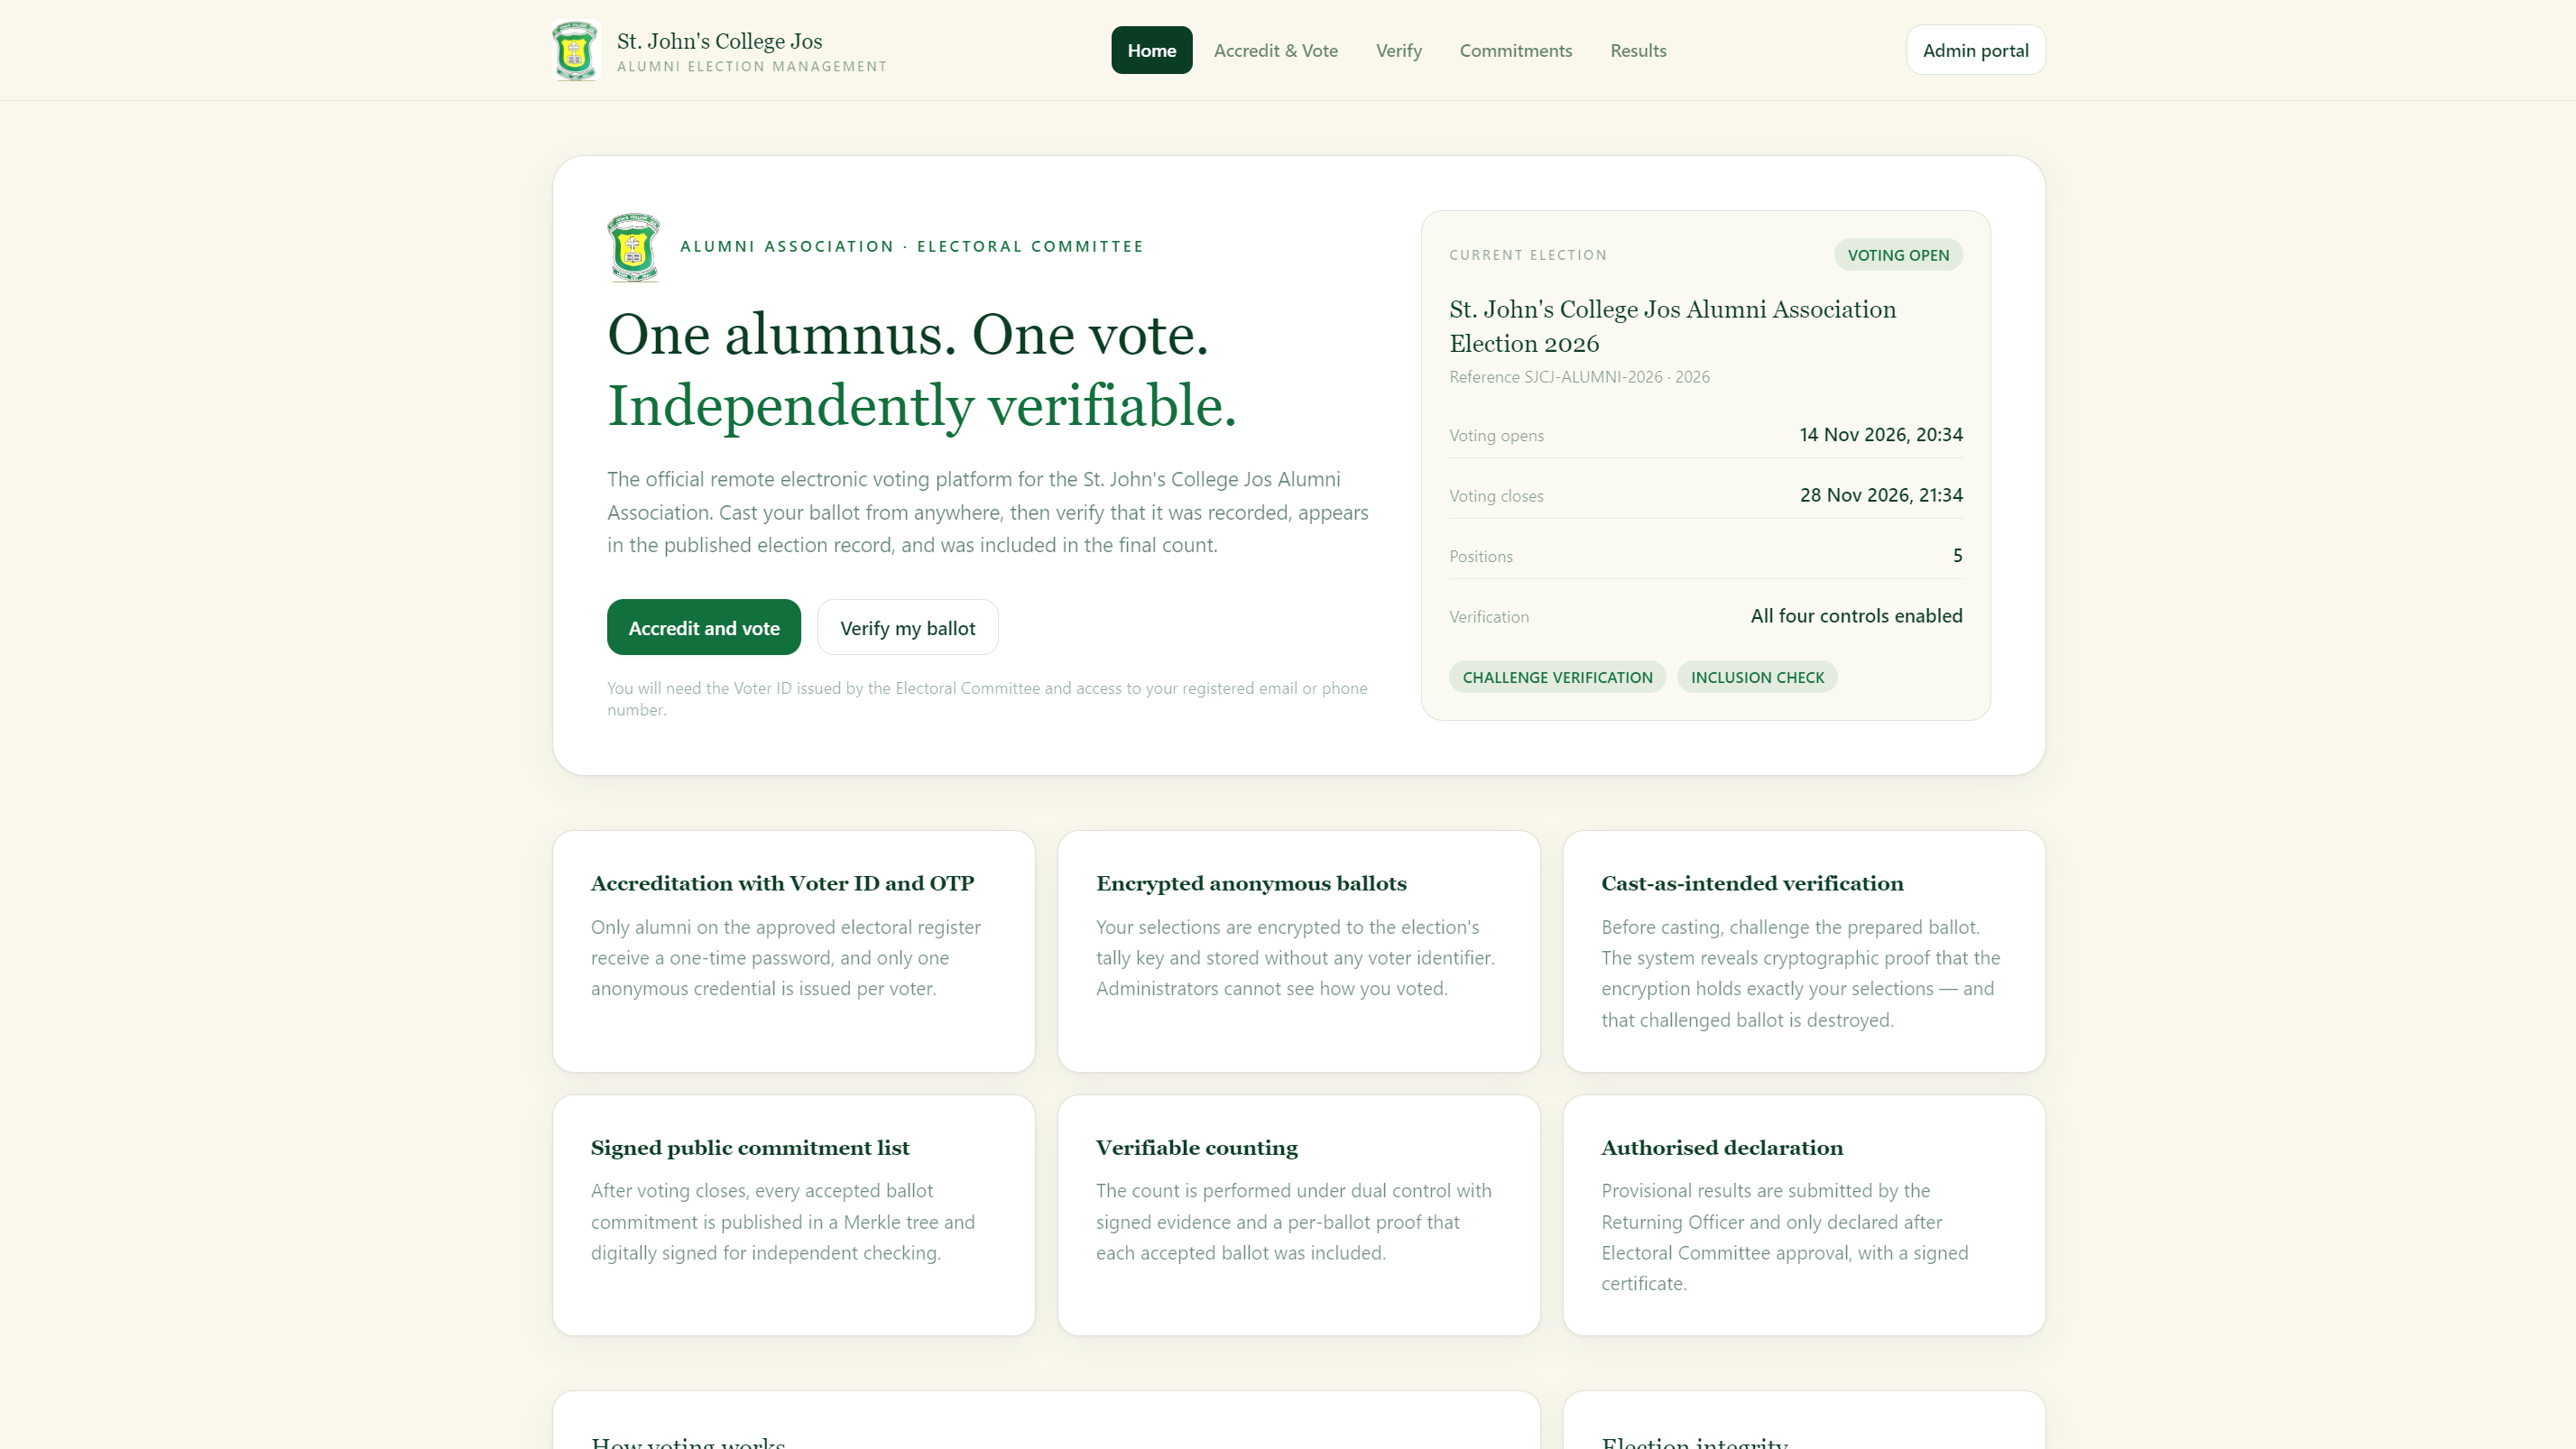 St. John's College Jos
ALUMNI ELECTION MANAGEMENT
Home
Accredit & Vote
Verify
Commitments
Results
Admin portal
ALUMNI ASSOCIATION · ELECTORAL COMMITTEE
One alumnus. One vote.
Independently verifiable.
The official remote electronic voting platform for the St. John's College Jos Alumni
Association. Cast your ballot from anywhere, then verify that it was recorded, appears
in the published election record, and was included in the final count.
Accredit and vote
Verify my ballot
You will need the Voter ID issued by the Electoral Committee and access to your registered email or phone
number.
CURRENT ELECTION
VOTING OPEN
St. John's College Jos Alumni Association
Election 2026
Reference SJCJ-ALUMNI-2026 · 2026
Voting opens
14 Nov 2026, 20:34
Voting closes
28 Nov 2026, 21:34
Positions
5
Verification
All four controls enabled
CHALLENGE VERIFICATION
INCLUSION CHECK
Accreditation with Voter ID and OTP
Only alumni on the approved electoral register
receive a one-time password, and only one
anonymous credential is issued per voter.
Encrypted anonymous ballots
Your selections are encrypted to the election's
tally key and stored without any voter identifier.
Administrators cannot see how you voted.
Cast-as-intended verification
Before casting, challenge the prepared ballot.
The system reveals cryptographic proof that the
encryption holds exactly your selections — and
that challenged ballot is destroyed.
Signed public commitment list
After voting closes, every accepted ballot
commitment is published in a Merkle tree and
digitally signed for independent checking.
Verifiable counting
The count is performed under dual control with
signed evidence and a per-ballot proof that
each accepted ballot was included.
Authorised declaration
Provisional results are submitted by the
Returning Officer and only declared after
Electoral Committee approval, with a signed
certificate.
How voting works
Election integrity